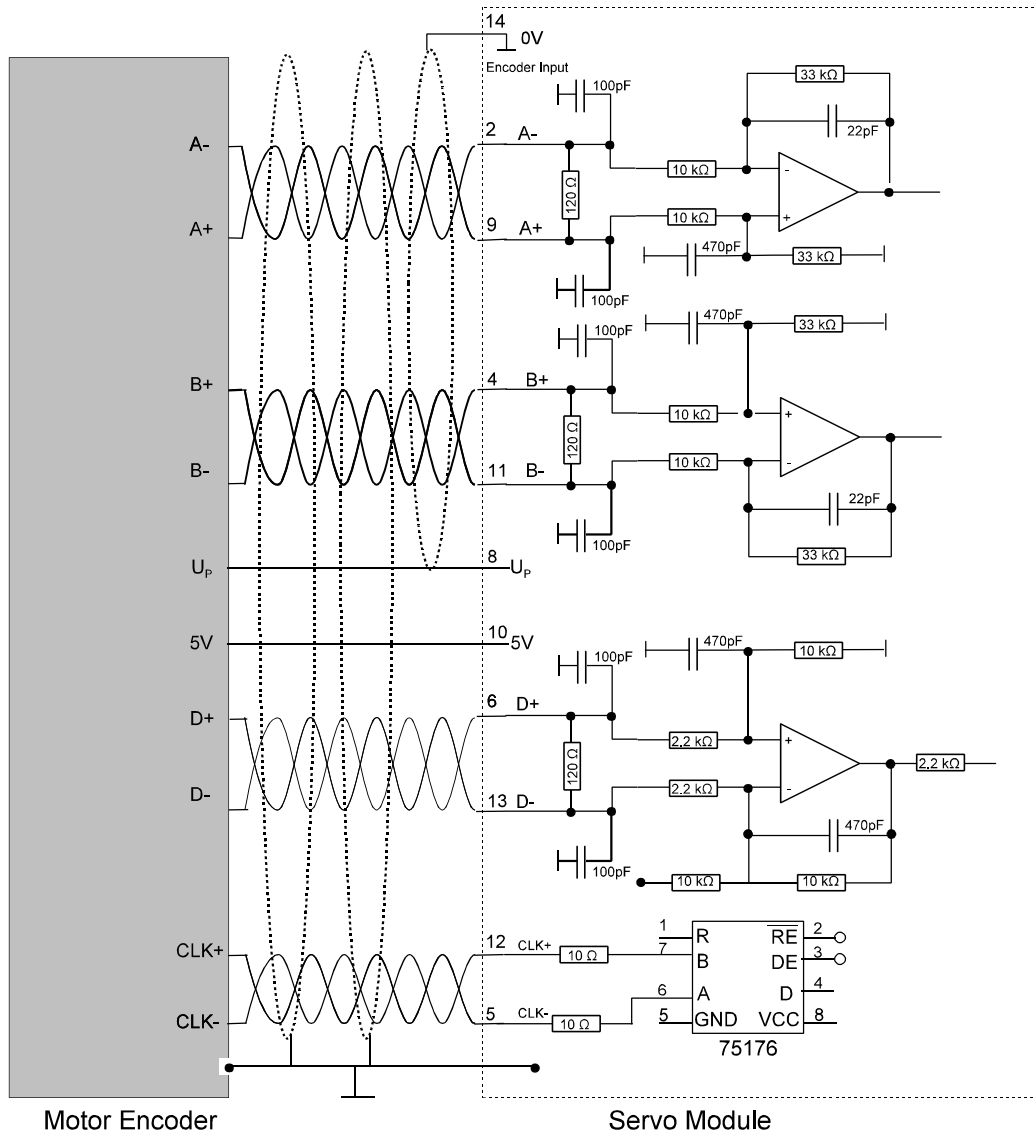 14
0V
Encoder Input
100pF
33 kΩ
22pF
A-
2
A-
10 kΩ
-
120 Ω
10 kΩ
+
A+
9
A+
470pF
33 kΩ
100pF
100pF
470pF
33 kΩ
B+
4
B+
10 kΩ
+
120 Ω
B-
11
B-
10 kΩ
-
22pF
100pF
33 kΩ
UP
8
UP
5V
10
5V
100pF
470pF
10 kΩ
D+
6
D+
2.2 kΩ
+
120 Ω
2.2 kΩ
D-
13
D-
2.2 kΩ
-
470pF
100pF
10 kΩ
10 kΩ
CLK+
12
CLK+
10 Ω
1
R
RE
2
7
B
DE
3
6
A
D
4
CLK-
5
CLK-
10 Ω
5
GND
VCC
8
75176
Motor Encoder
Servo Module